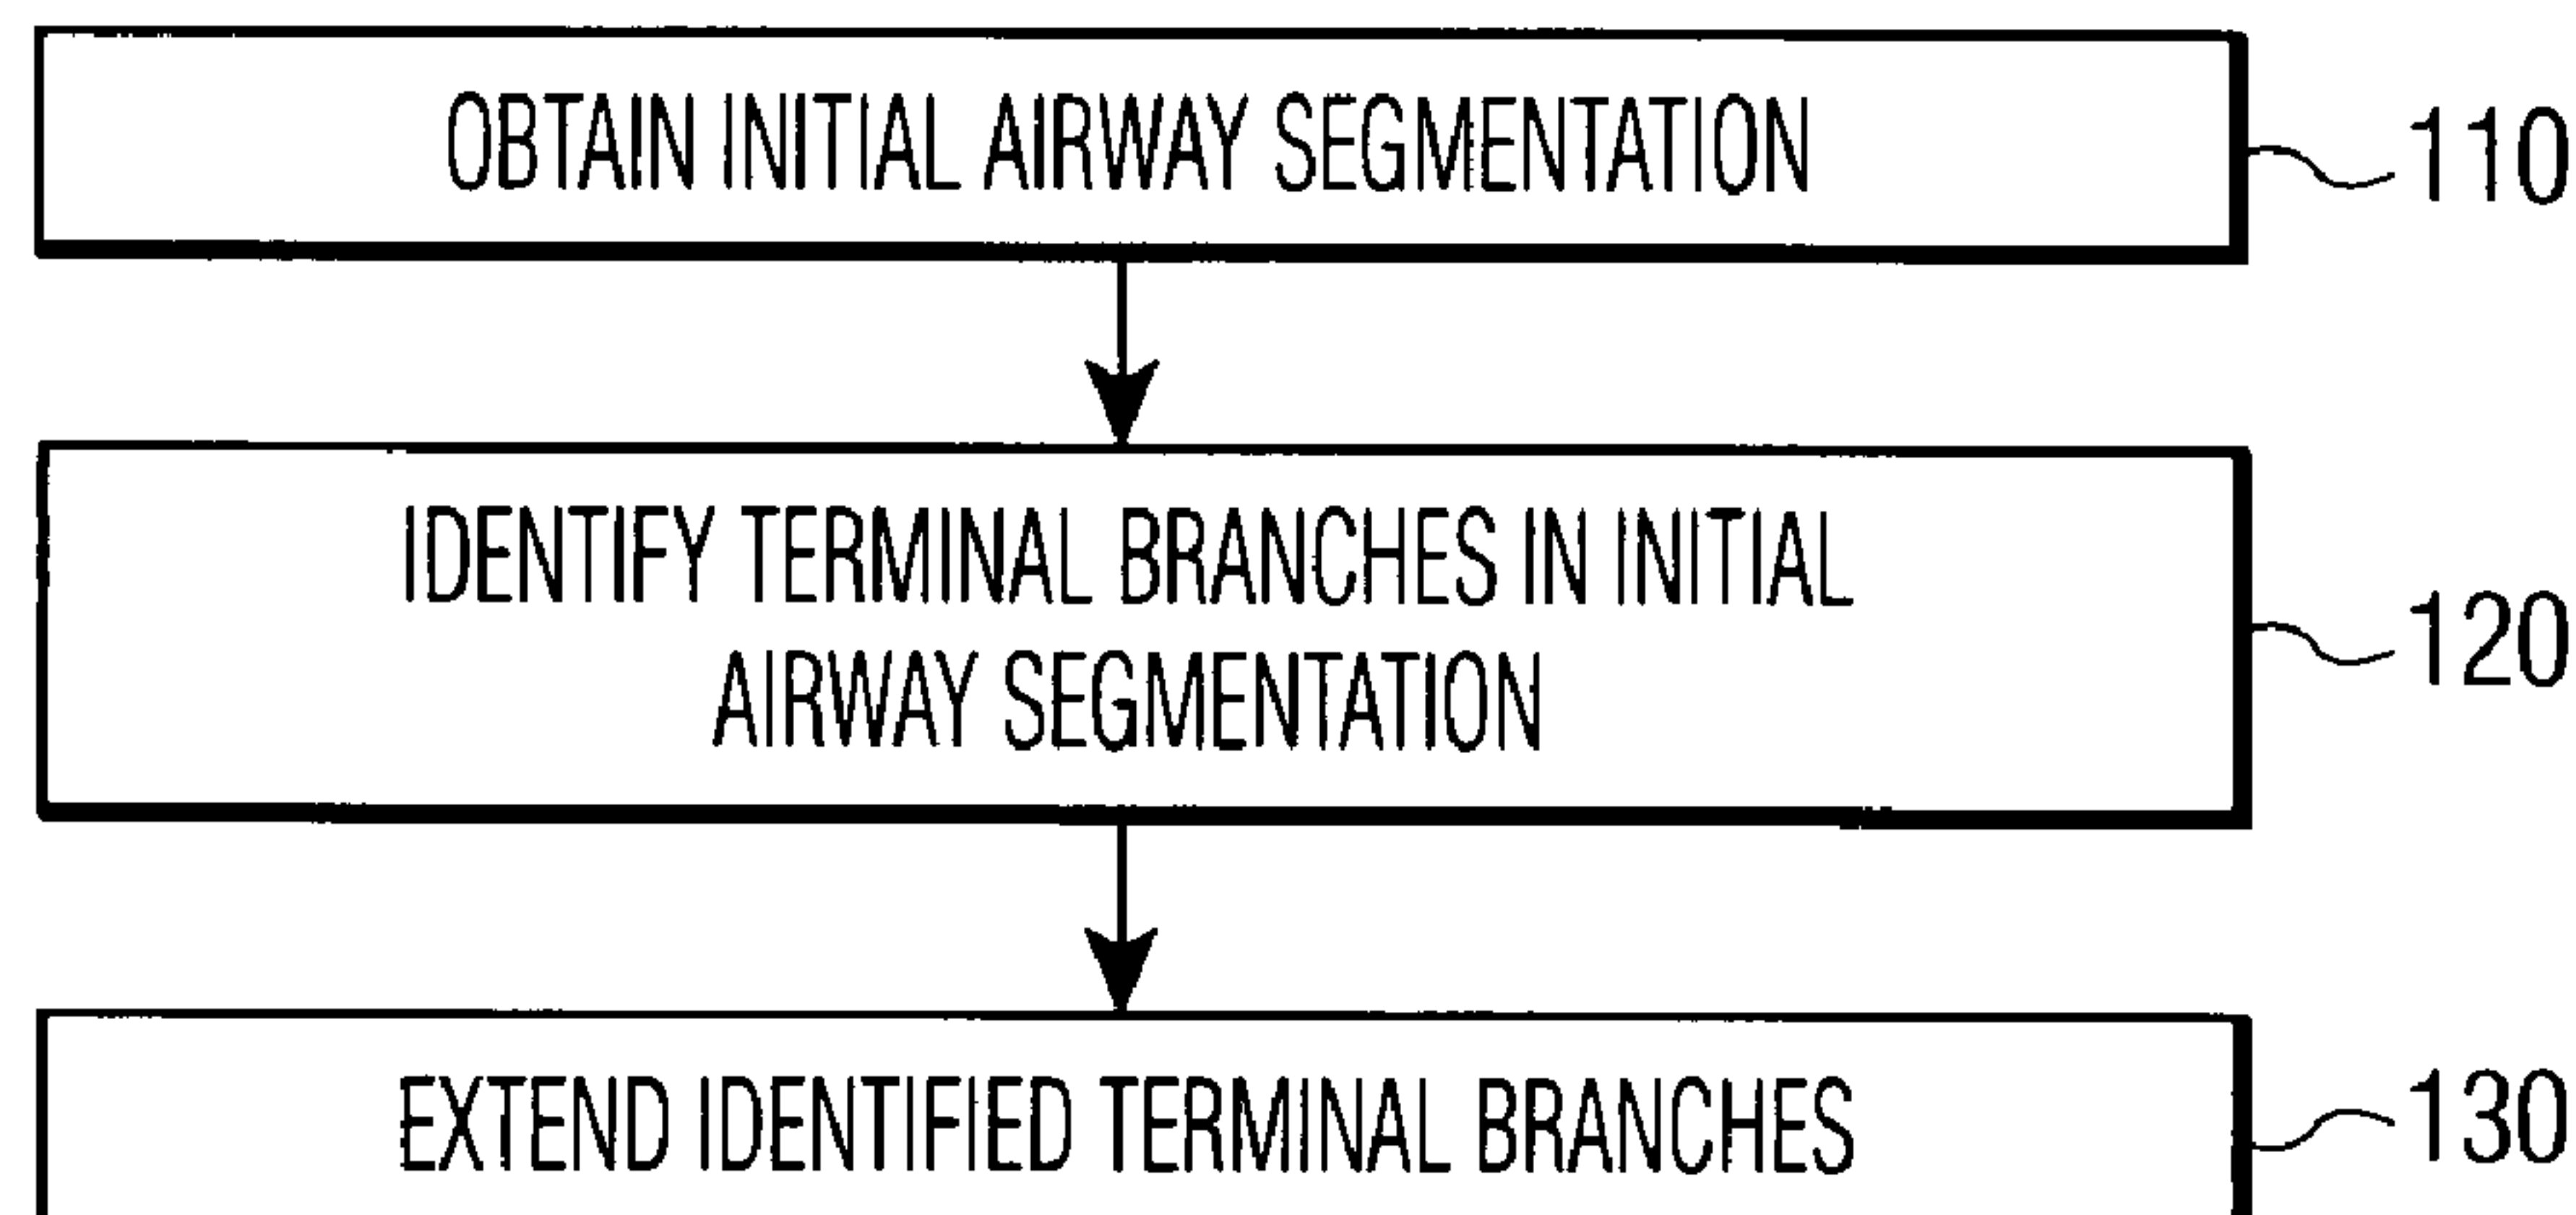 OBTAIN INITIAL AIRWAY SEGMENTATION
110
IDENTIFY TERMINAL BRANCHES IN INITIAL
AIRWAY SEGMENTATION
120
EXTEND IDENTIFIED TERMINAL BRANCHES
130